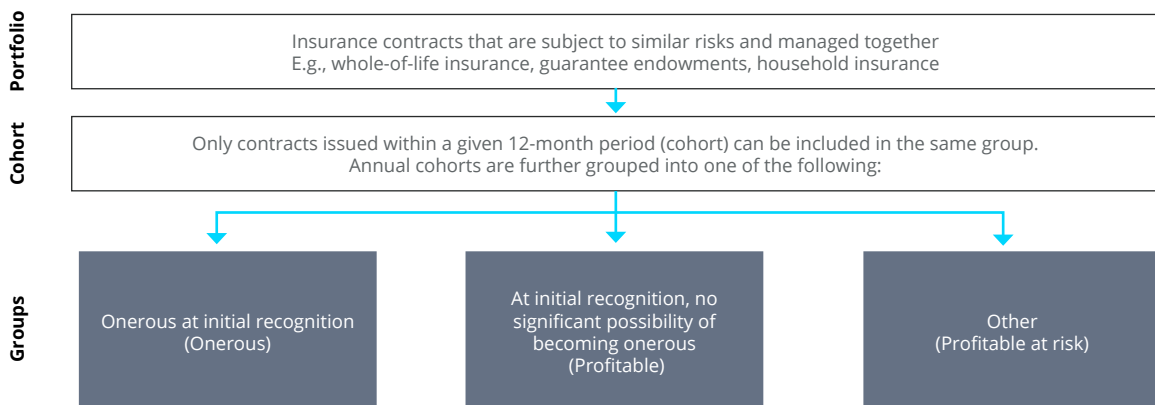 Portfolio
Insurance contracts that are subject to similar risks and managed together
E.g., whole-of-life insurance, guarantee endowments, household insurance
Cohort
Only contracts issued within a given 12-month period (cohort) can be included in the same group.
Annual cohorts are further grouped into one of the following:
Groups
Onerous at initial recognition
(Onerous)
At initial recognition, no
significant possibility of
becoming onerous
(Profitable)
Other
(Profitable at risk)